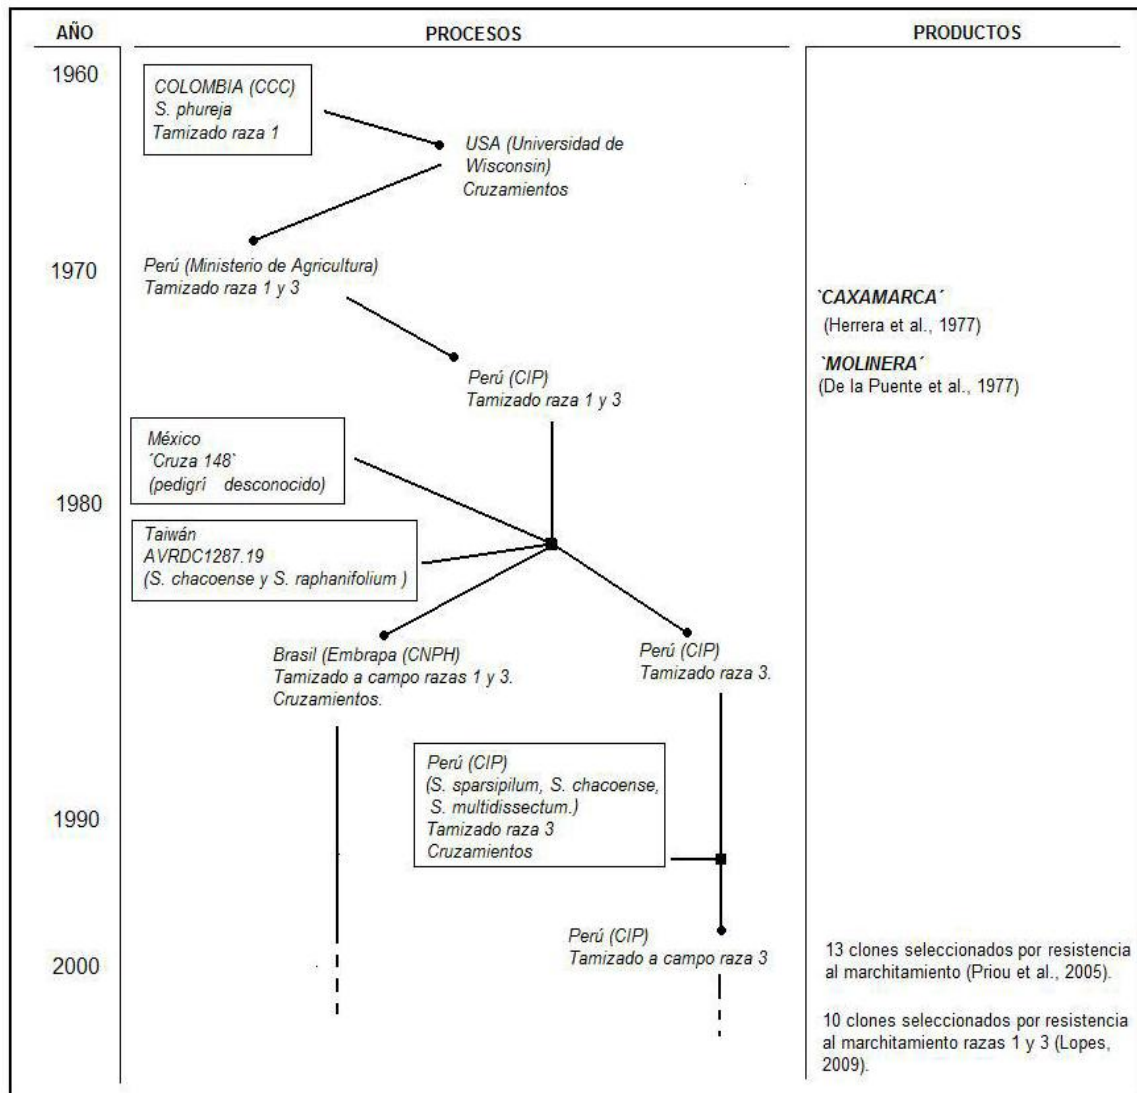 AÑO
PROCESOS
PRODUCTOS
1960
COLOMBIA (CCC)
S. phureja
Tamizado raza 1
USA (Universidad de
Wisconsin)
Cruzamientos
1970
Perú (Ministerio de Agricultura)
Tamizado raza 1 y 3
`CAXAMARCA´
(Herrera et al., 1977)
`MOLINERA´
(De la Puente et al., 1977)
Perú (CIP)
Tamizado raza 1 y 3
México
´Cruza 148`
(pedigrí desconocido)
1980
Taiwán
AVRDC1287.19
(S. chacoense y S. raphanifolium )
Brasil (Embrapa (CNPH)
Tamizado a campo razas 1 y 3.
Cruzamientos.
Perú (CIP)
Tamizado raza 3.
Perú (CIP)
(S. sparsipilum, S. chacoense,
S. multidissectum.)
Tamizado raza 3
Cruzamientos
1990
Perú (CIP)
Tamizado a campo raza 3
2000
13 clones seleccionados por resistencia
al marchitamiento (Priou et al., 2005).
10 clones seleccionados por resistencia
al marchitamiento razas 1 y 3 (Lopes,
2009).